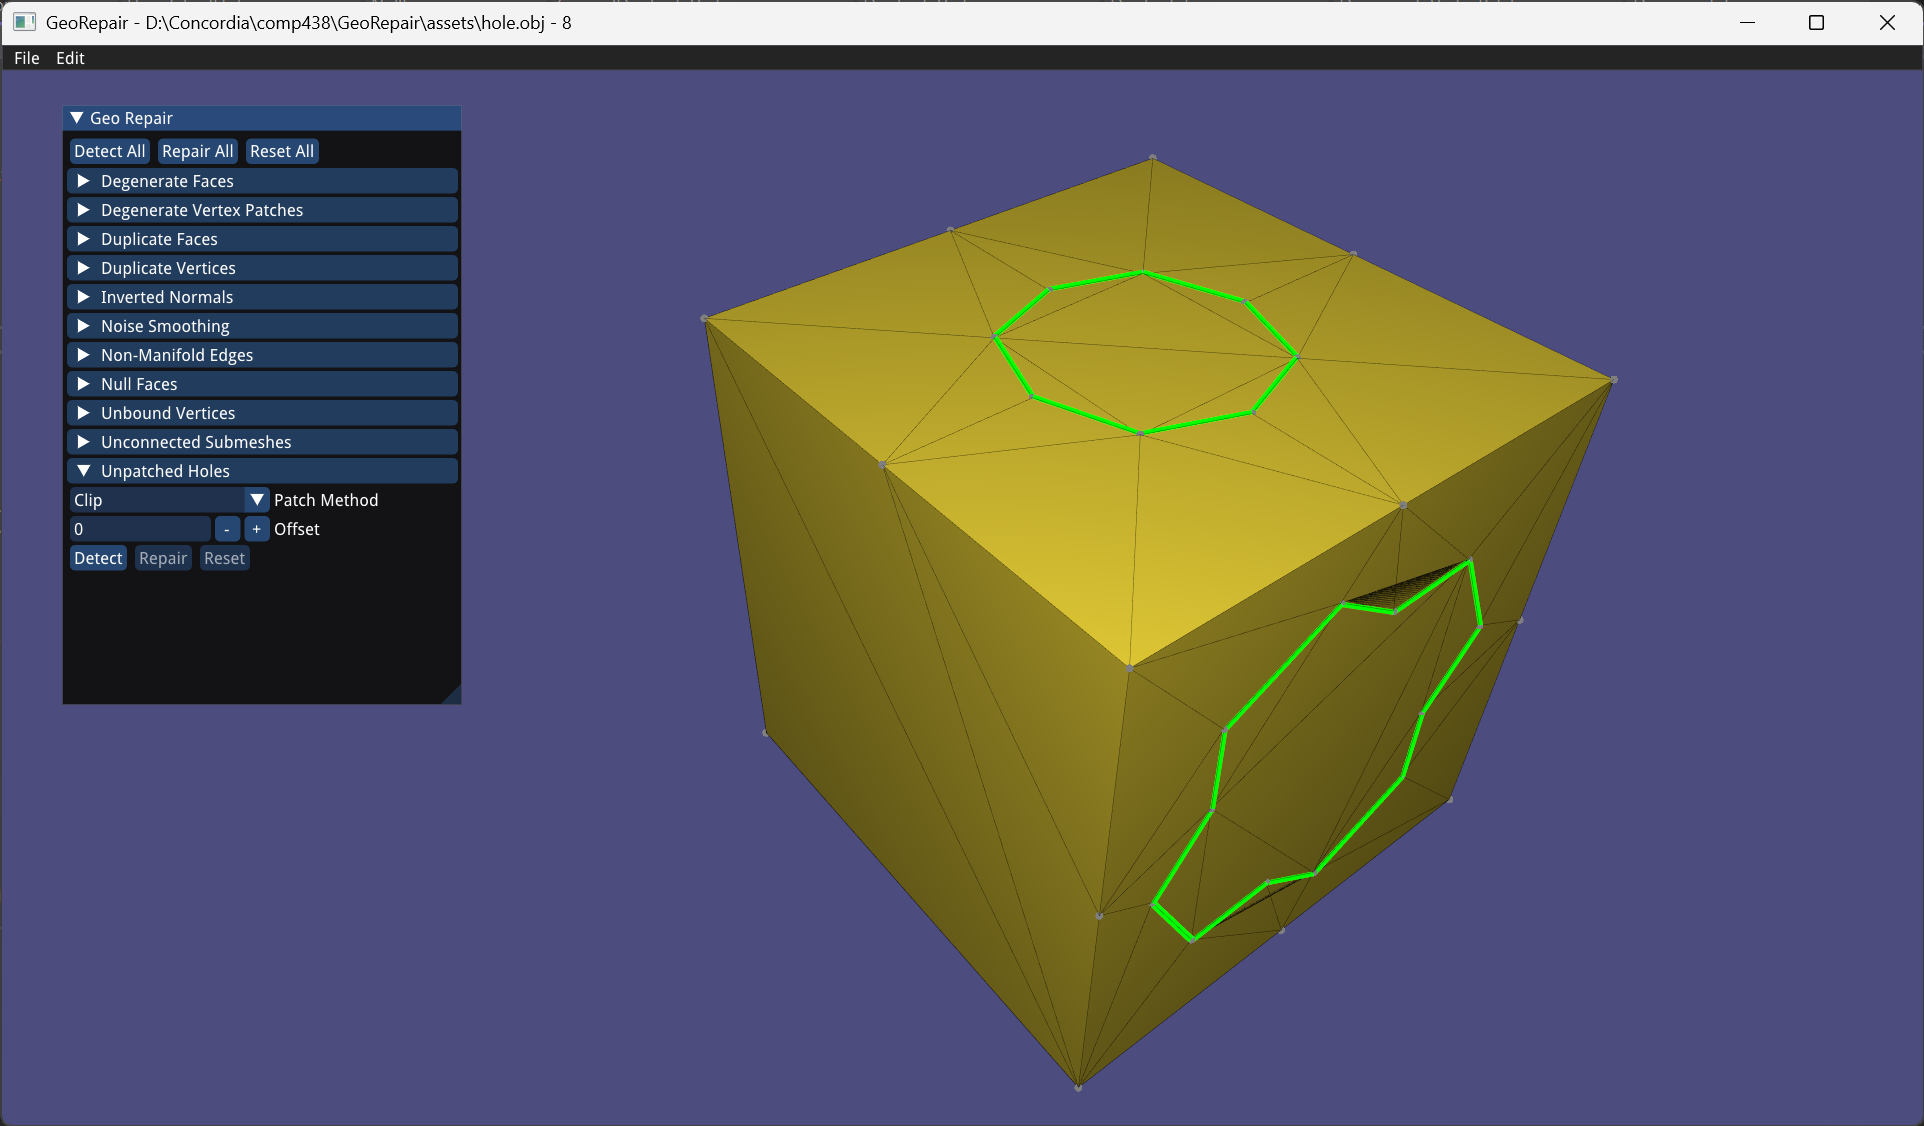 GeoRepair - D:\Concordia\comp438\GeoRepair\assets\hole.obj - 8
File Edit
Geo Repair
Detect All Repair All Reset All
Degenerate Faces
Degenerate Vertex Patches
Duplicate Faces
Duplicate Vertices
Inverted Normals
Noise Smoothing
Non-Manifold Edges
Null Faces
Unbound Vertices
Unconnected Submeshes
Unpatched Holes
Clip Patch Method
0 - + Offset
Detect Repair Reset